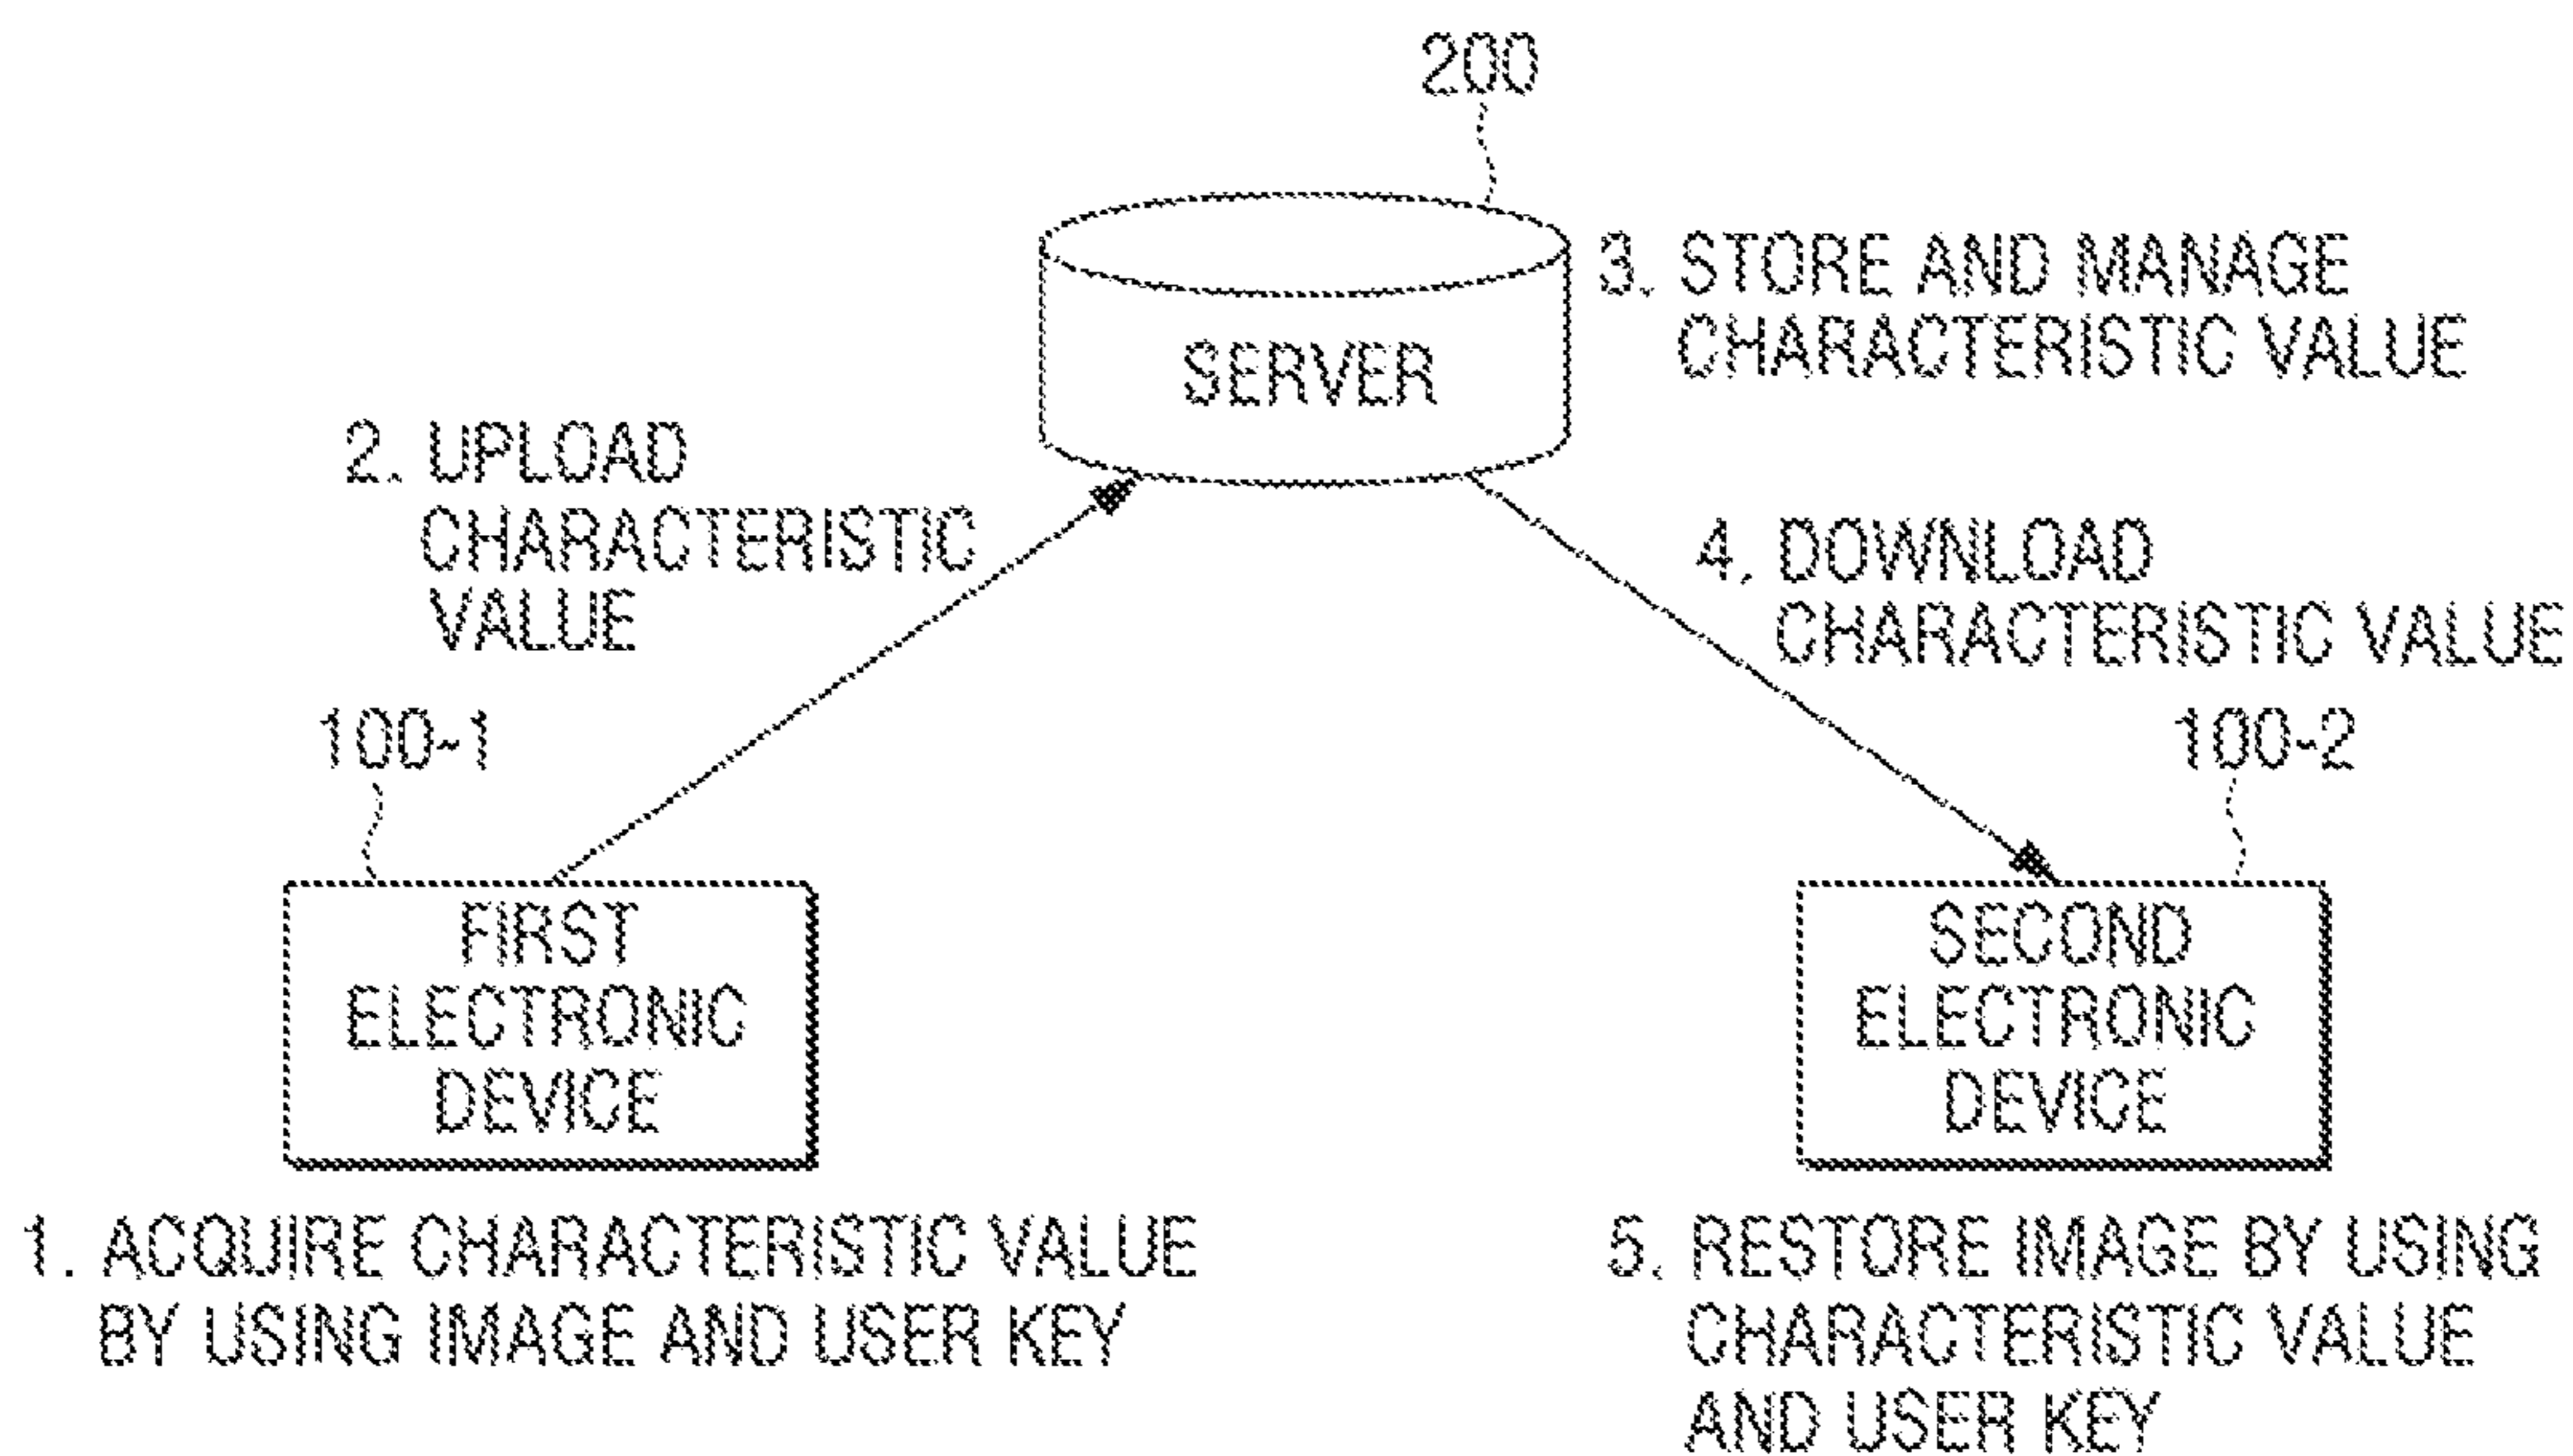 200
SERVER
3. STORE AND MANAGE
CHARACTERISTIC VALUE
2. UPLOAD
CHARACTERISTIC
VALUE
4. DOWNLOAD
CHARACTERISTIC VALUE
100-1
100-2
FIRST
ELECTRONIC
DEVICE
SECOND
ELECTRONIC
DEVICE
1. ACQUIRE CHARACTERISTIC VALUE
BY USING IMAGE AND USER KEY
5. RESTORE IMAGE BY USING
CHARACTERISTIC VALUE
AND USER KEY